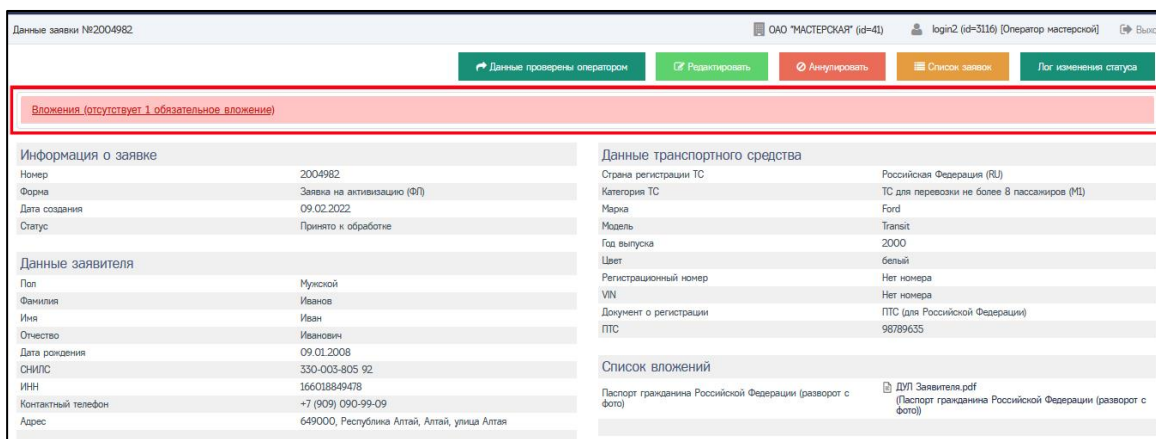 Данные заявки №2004982
ОАО "МАСТЕРСКАЯ" (id=41)
login2 (id=3116) [Оператор мастерской]
Данные проверены оператором
Редактировать
Аннулировать
Список заявок
Лог изменения статуса
Вложения (отсутствует 1 обязательное вложение)
Информация о заявке
Номер 2004982
Форма Заявка на активизацию (ФЛ)
Дата создания 09.02.2022
Статус Принято к обработке
Данные заявителя
Пол Мужской
Фамилия Иванов
Имя Иван
Отчество Иванович
Дата рождения 09.01.2008
СНИЛС 330-003-805 92
ИНН 166018849478
Контактный телефон +7 (909) 090-99-09
Адрес 649000, Республика Алтай, Алтай, улица Алтая
Данные транспортного средства
Страна регистрации ТС Российская Федерация (RU)
Категория ТС ТС для перевозки не более 8 пассажиров (M1)
Марка Ford
Модель Transit
Год выпуска 2000
Цвет белый
Регистрационный номер Нет номера
VIN Нет номера
Документ о регистрации ПТС (для Российской Федерации)
ПТС 98789635
Список вложений
Паспорт гражданина Российской Федерации (разворот с
фото)
ДУЛ Заявителя.pdf
(Паспорт гражданина Российской Федерации (разворот с
фото))